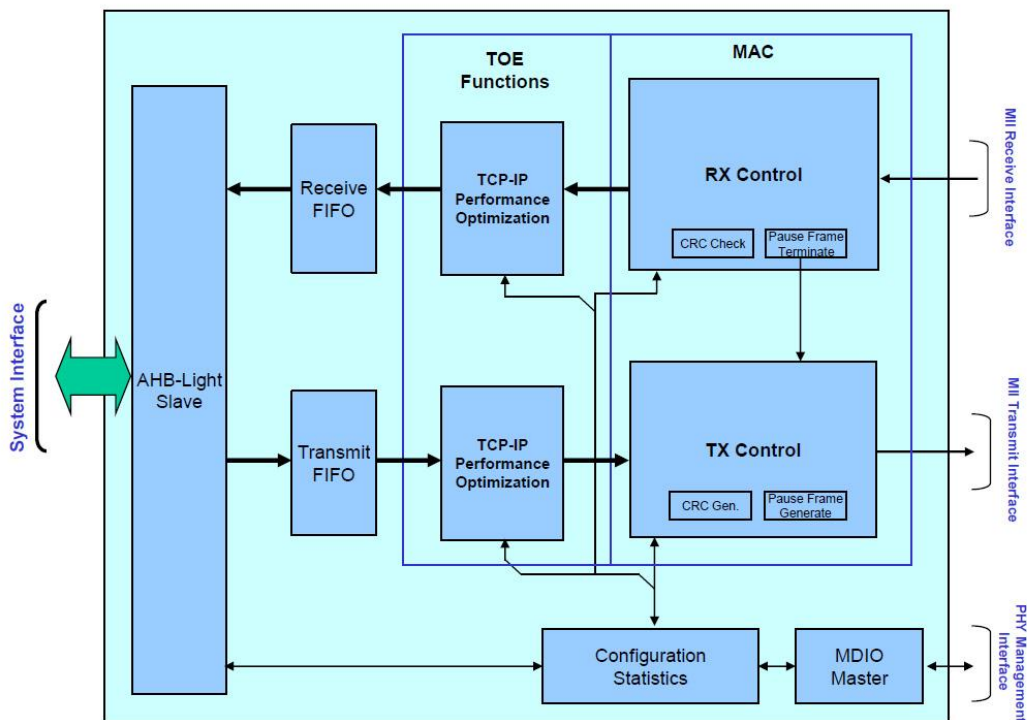 TOE
Functions
MAC
System Interface
AHB-Light
Slave
Receive
FIFO
TCP-IP
Performance
Optimization
RX Control
CRC Check
Pause Frame
Terminate
MII Receive Interface
Transmit
FIFO
TCP-IP
Performance
Optimization
TX Control
CRC Gen.
Pause Frame
Generate
MII Transmit Interface
Configuration
Statistics
MDIO
Master
PHY Management
Interface